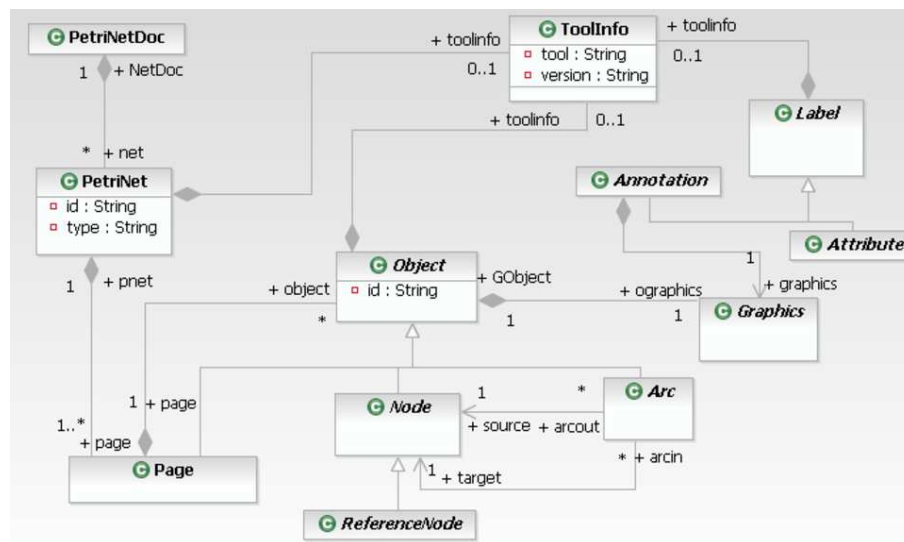 PetriNetDoc
1
+ NetDoc
* + net
PetriNet
id : String
type : String
+ toolinfo
0..1
ToolInfo
tool : String
version : String
+ toolinfo
0..1
+ toolinfo
0..1
Label
Annotation
Attribute
1
+ graphics
Graphics
1
+ pnet
+ object
*
Object
id : String
+ GObject
1
+ ographics
1
1..*
+ page
1 + page
Page
Node
1
*
+ source + arcout
Arc
1
+ target
* + arcin
ReferenceNode